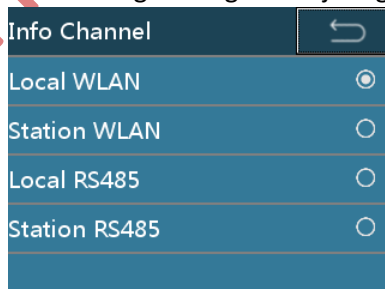 Info Channel
Local WLAN
Station WLAN
Local RS485
Station RS485